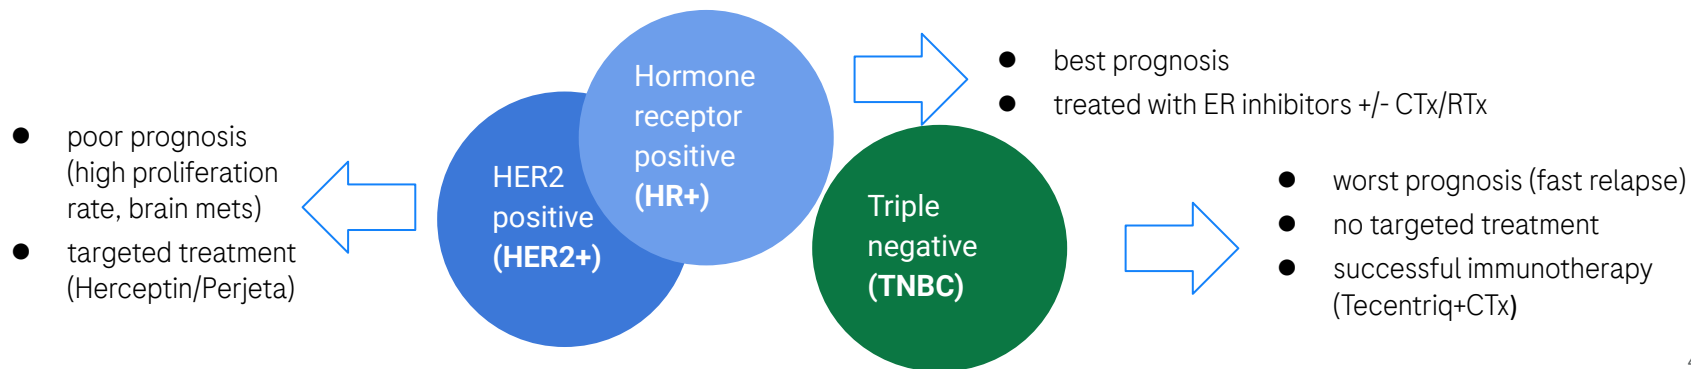 ● poor prognosis
(high proliferation
rate, brain mets)
● targeted treatment
(Herceptin/Perjeta)
HER2
positive
(HER2+)
Hormone
receptor
positive
(HR+)
● best prognosis
● treated with ER inhibitors +/- CTx/RTx
Triple
negative
(TNBC)
● worst prognosis (fast relapse)
● no targeted treatment
● successful immunotherapy
(Tecentriq+CTx)